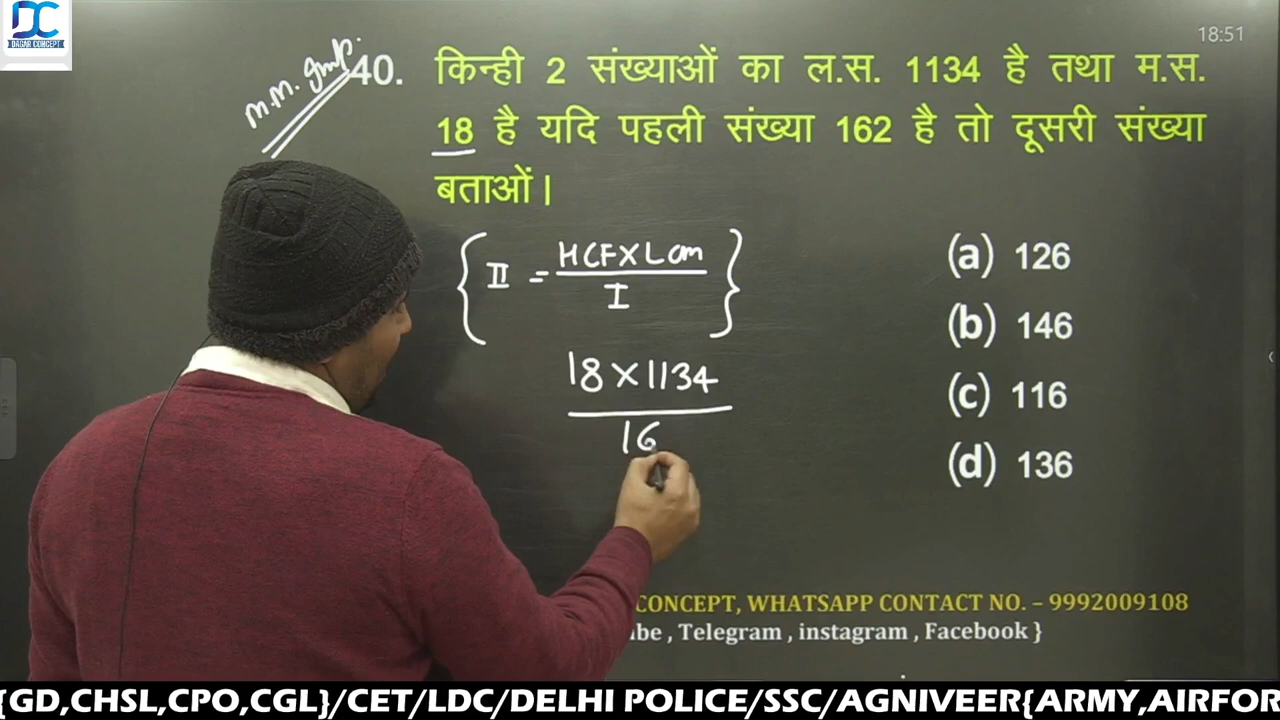 DC
DAGAR CONCEPT
18:51
M.M. Gmp.
40. किन्ही 2 संख्याओं का ल.स. 1134 है तथा म.स.
18 है यदि पहली संख्या 162 है तो दूसरी संख्या
बताओं।
II = HCF X Lcm
I
18 X 1134
16
(a) 126
(b) 146
(c) 116
(d) 136
CONCEPT, WHATSAPP CONTACT NO. – 9992009108
be , Telegram , instagram , Facebook }
{GD,CHSL,CPO,CGL}/CET/LDC/DELHI POLICE/SSC/AGNIVEER{ARMY,AIRFOR